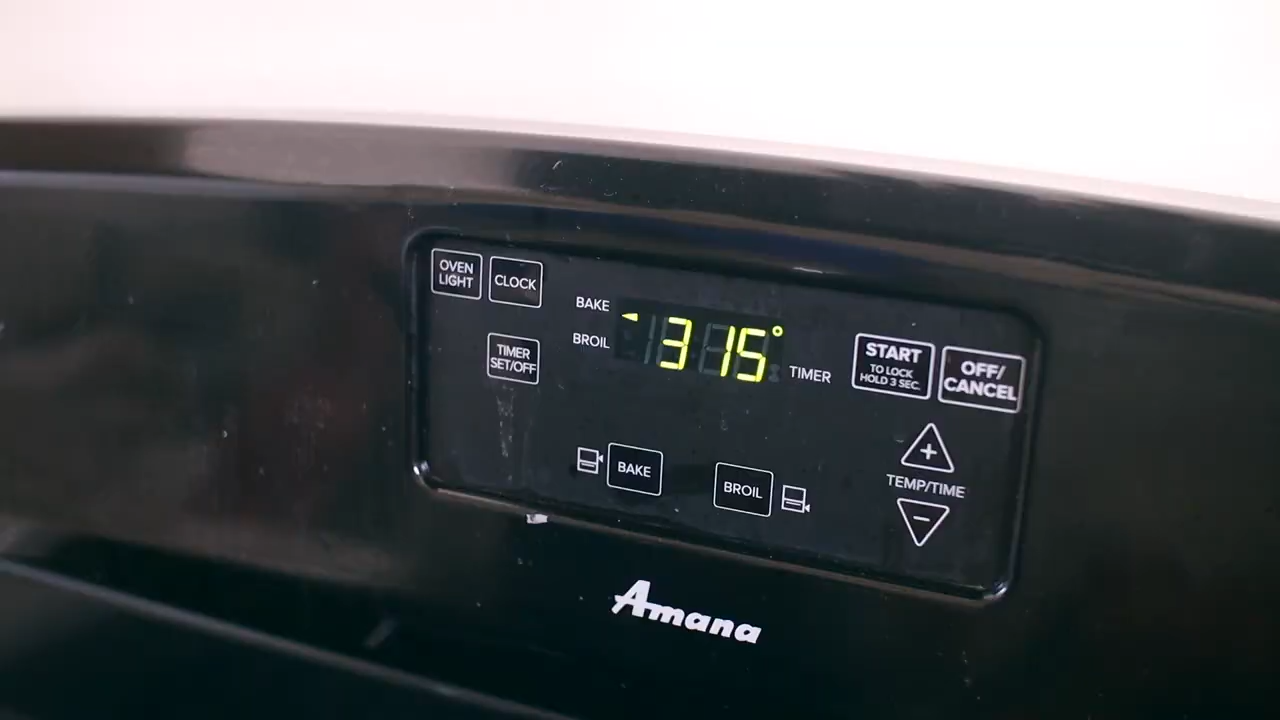 OVEN
LIGHT
CLOCK
BAKE
BROIL
315°
TIMER
TIMER
SET/OFF
START
TO LOCK
HOLD 3 SEC.
OFF/
CANCEL
+
TEMP/TIME
-
BAKE
BROIL
Amana